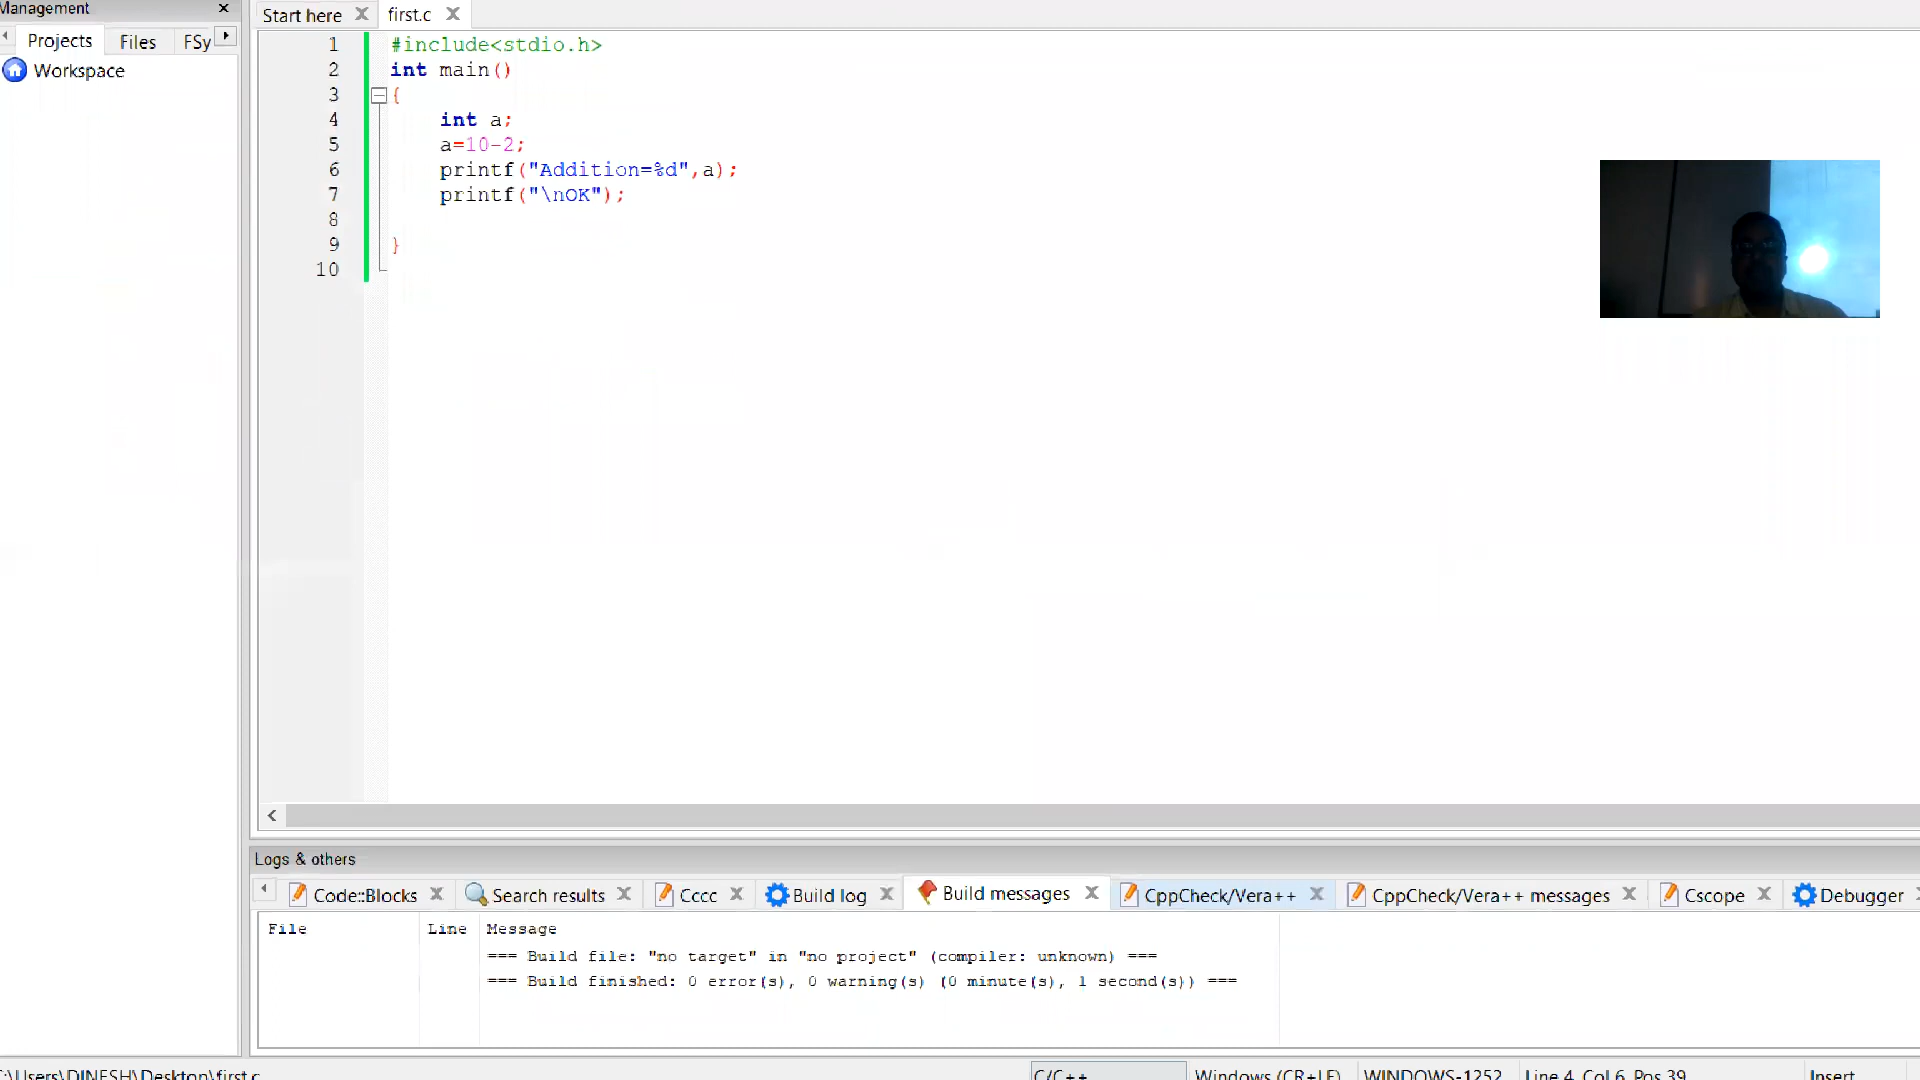 Management
Start here
first.c
Projects
Files
FSy
Workspace
1 #include<stdio.h>
2 int main()
3 {
4 int a;
5 a=10-2;
6 printf("Addition=%d",a);
7 printf("\nOK");
8
9 }
10
Logs & others
Code::Blocks
Search results
Cccc
Build log
Build messages
CppCheck/Vera++
CppCheck/Vera++ messages
Cscope
Debugger
File Line Message
=== Build file: "no target" in "no project" (compiler: unknown) ===
=== Build finished: 0 error(s), 0 warning(s) (0 minute(s), 1 second(s)) ===
C:\Users\DINESH\Desktop\first.c
C/C++
Windows (CR+LF)
WINDOWS-1252
Line 4, Col 6, Pos 39
Insert